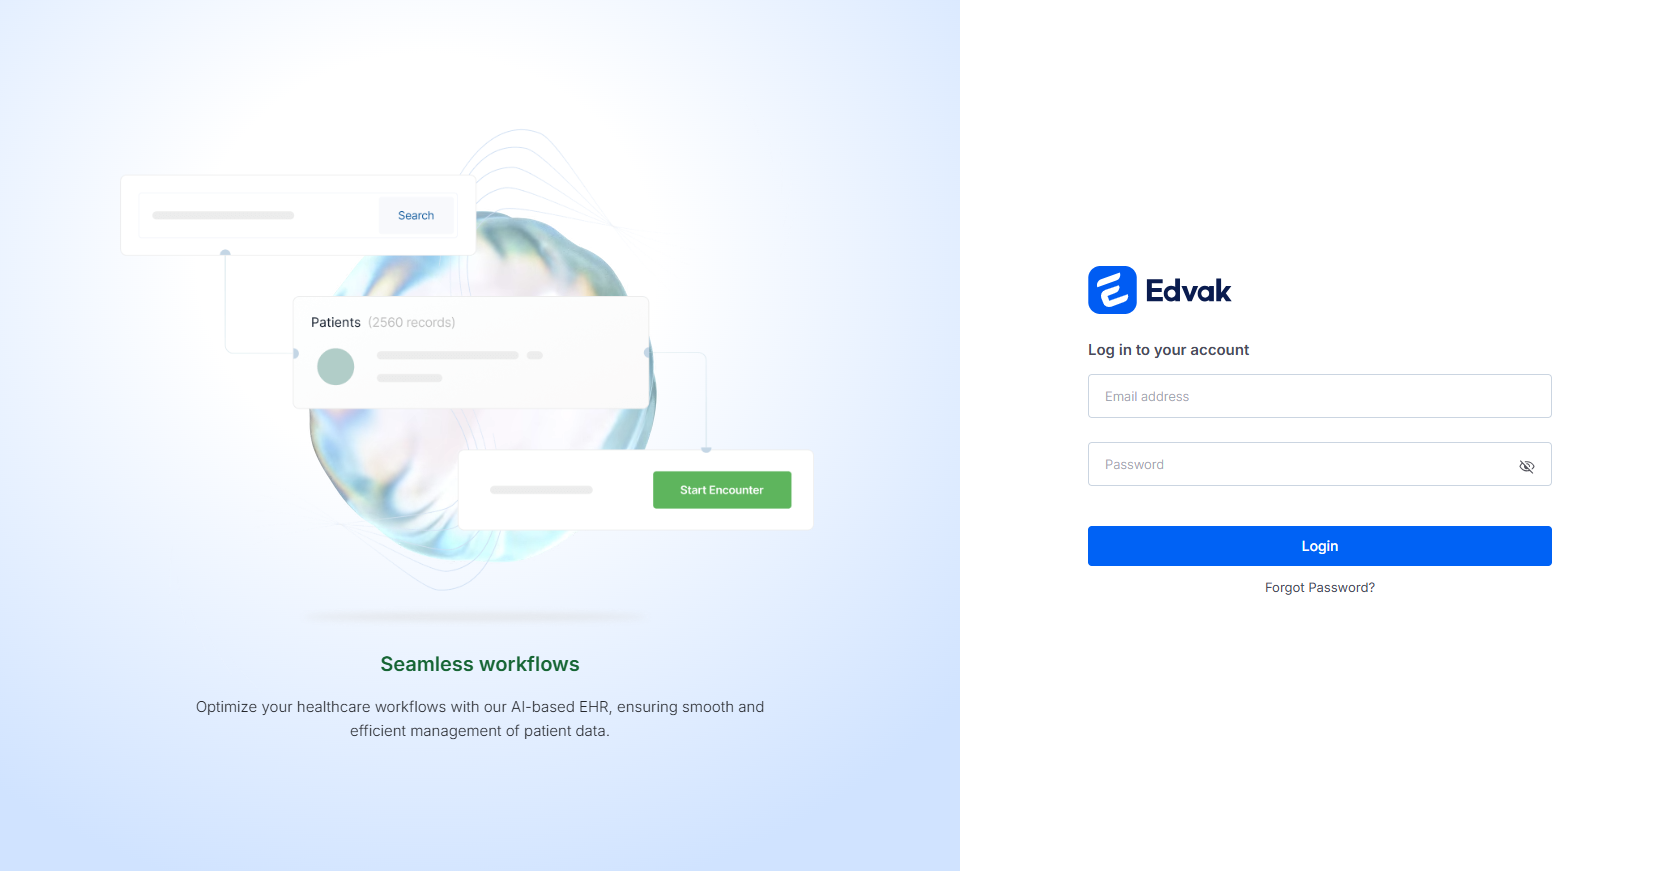 Search
Patients (2560 records)
Start Encounter
Seamless workflows
Optimize your healthcare workflows with our AI-based EHR, ensuring smooth and
efficient management of patient data.
Edvak
Log in to your account
Email address
Password
Login
Forgot Password?